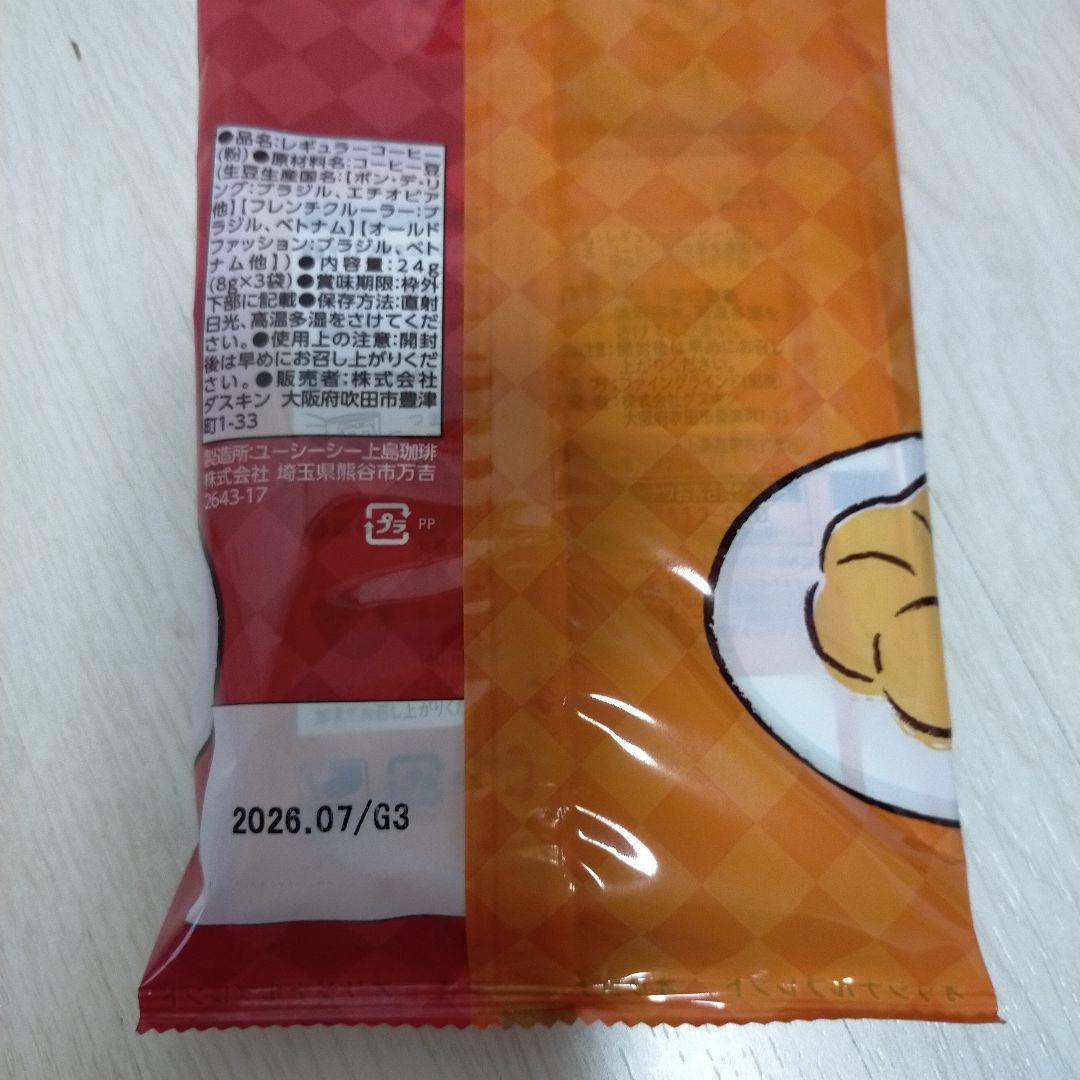 ●品名:レギュラーコーヒー
(粉)●原材料名:コーヒー豆
(生豆生産国名:【ポン・デ・リ
ング:ブラジル、エチオピア
他】【フレンチクルーラー:ブ
ラジル、ベトナム】【オールド
ファッション:ブラジル、ベト
ナム他】)●内容量:24g
(8g×3袋)●賞味期限:枠外
下部に記載●保存方法:直射
日光、高温多湿をさけてくだ
さい。●使用上の注意:開封
後は早めにお召し上がりくだ
さい。●販売者:株式会社
ダスキン 大阪府吹田市豊津
町1-33
製造所:ユーシーシー上島珈琲
株式会社 埼玉県熊谷市万吉
2643-17
プラ PP
2026.07/G3